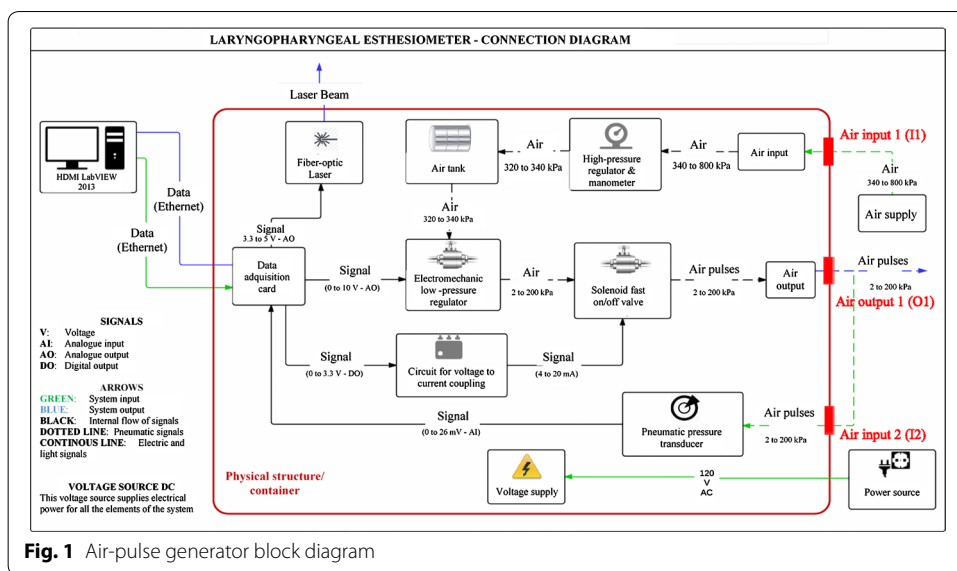 LARYNGOPHARYNGEAL ESTHESIOMETER - CONNECTION DIAGRAM
Laser Beam
HDMI LabVIEW
2013
Data
(Ethernet)
Data
(Ethernet)
Fiber-optic
Laser
Signal
3.3 to 5 V - AO
Air tank
Air
320 to 340 kPa
High-pressure
regulator &
manometer
Air
340 to 800 kPa
Air input
Air input 1 (I1)
Air
340 to 800 kPa
Air supply
Air
320 to 340 kPa
Data
adquisition
card
Signal
(0 to 10 V - AO)
Electromechanic
low -pressure
regulator
Air
2 to 200 kPa
Solenoid fast
on/off valve
Air pulses
2 to 200 kPa
Air
output
Air pulses
2 to 200 kPa
Air output 1 (O1)
Signal
(0 to 3.3 V - DO)
Circuit for voltage to
current coupling
Signal
(4 to 20 mA)
Signal
(0 to 26 mV - AI)
Pneumatic pressure
transducer
Air pulses
2 to 200 kPa
Air input 2 (I2)
Physical structure/
container
Voltage supply
120
V
AC
Power source
SIGNALS
V: Voltage
AI: Analogue input
AO: Analogue output
DO: Digital output
ARROWS
GREEN: System input
BLUE: System output
BLACK: Internal flow of signals
DOTTED LINE: Pneumatic signals
CONTINOUS LINE: Electric and
light signals
VOLTAGE SOURCE DC
This voltage source supplies electrical
power for all the elements of the system
Fig. 1 Air-pulse generator block diagram